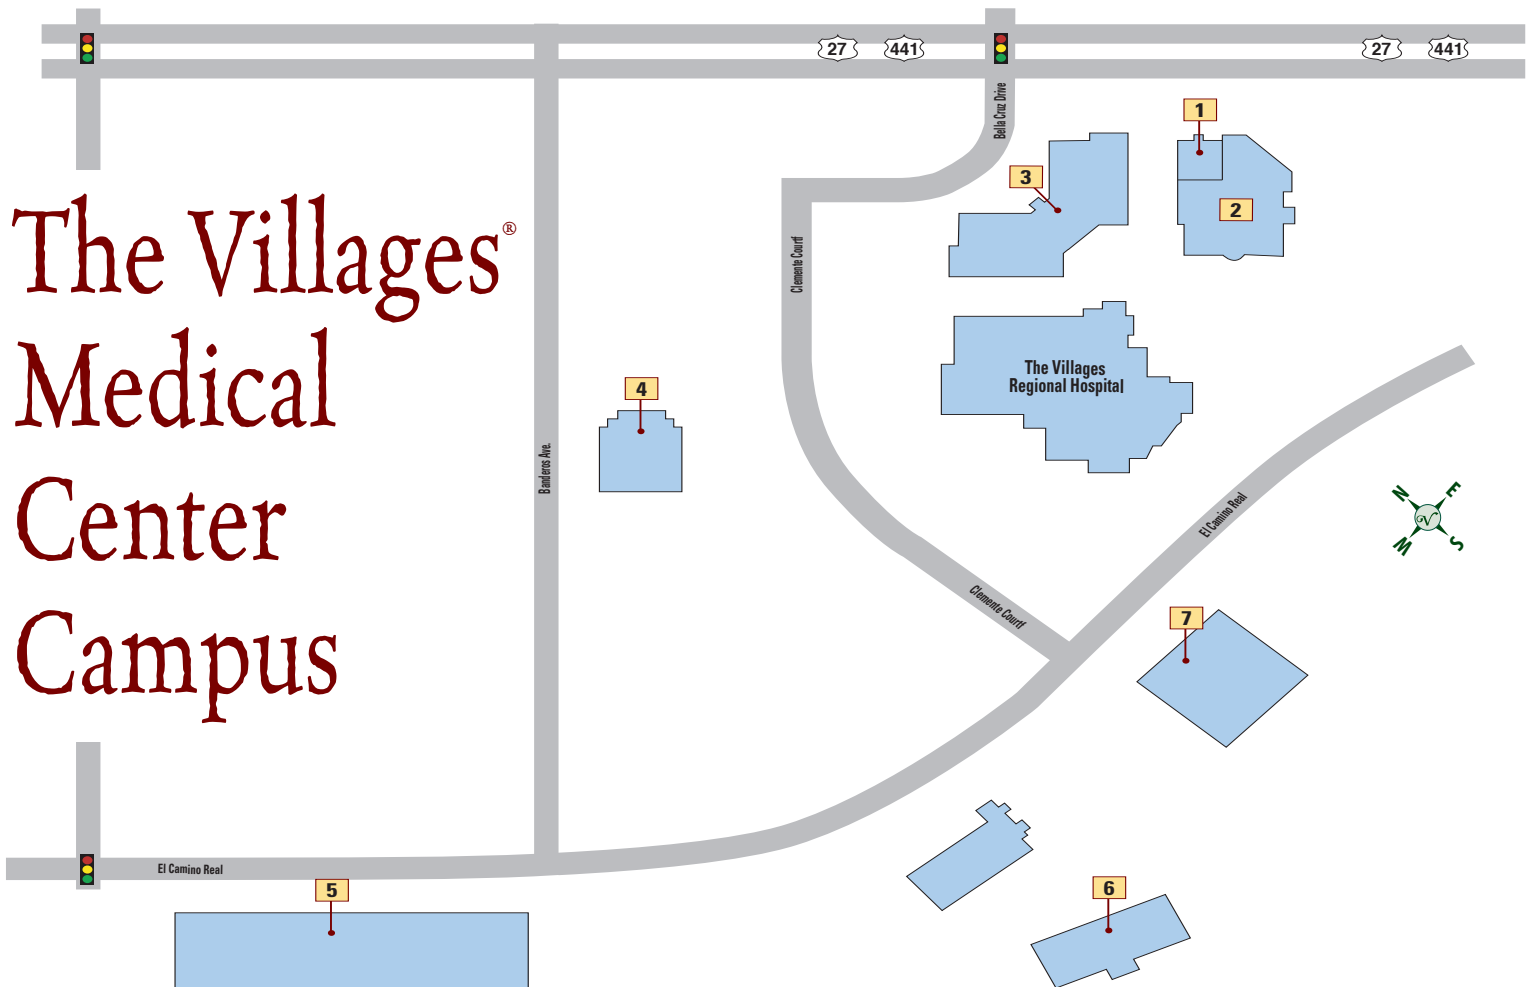 27
441
27
441
Bella Cruz Drive
1
3
2
The Villages®
Clemente Court
The Villages
Regional Hospital
Medical
4
Banderos Ave.
N
E
V
W
S
El Camino Real
Center
Clemente Court
7
Campus
El Camino Real
5
6